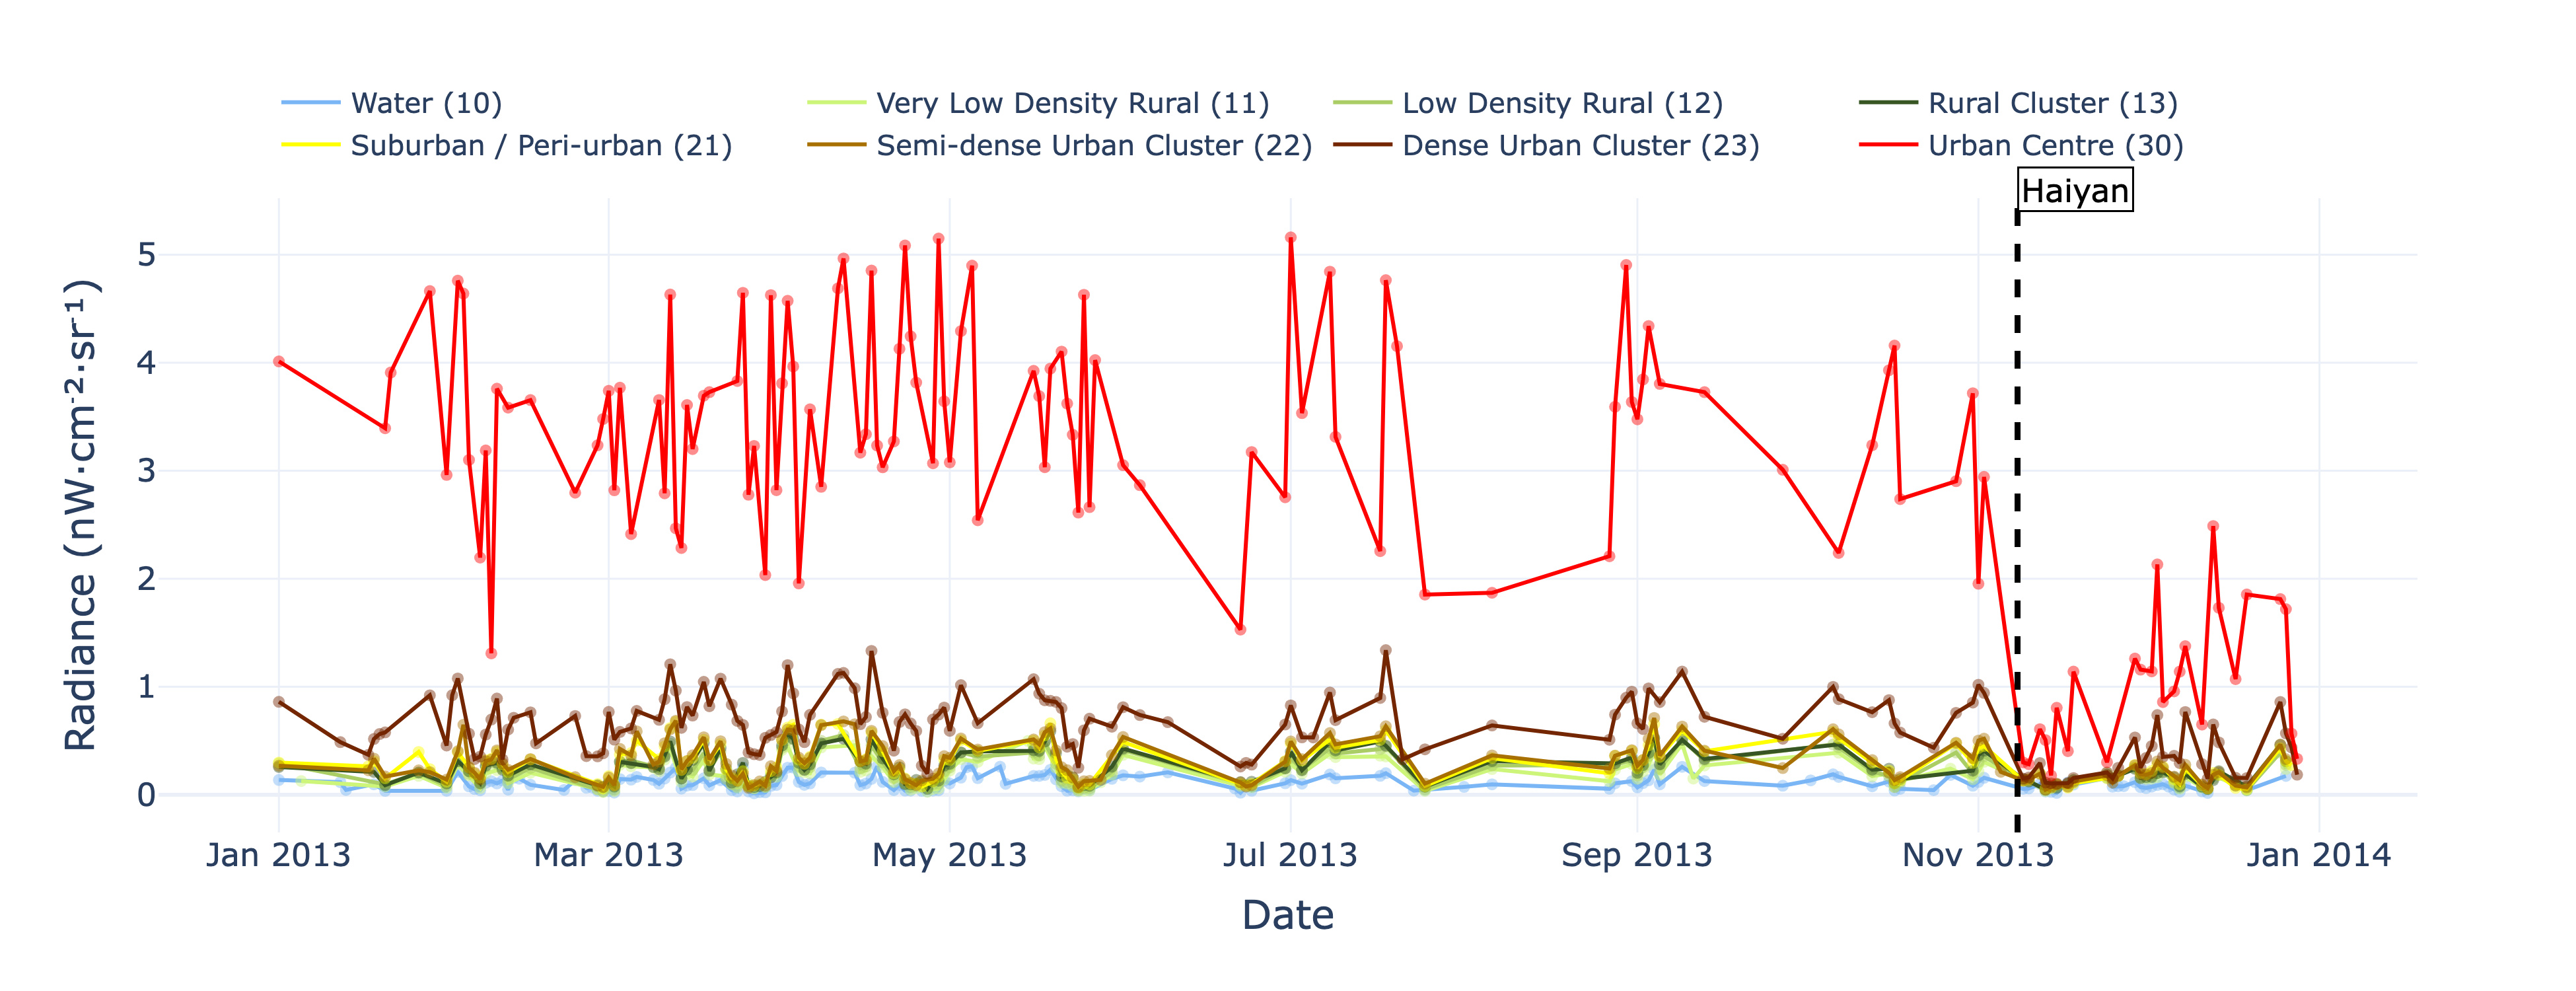 Water (10)
Very Low Density Rural (11)
Low Density Rural (12)
Rural Cluster (13)
Suburban / Peri-urban (21)
Semi-dense Urban Cluster (22)
Dense Urban Cluster (23)
Urban Centre (30)
Haiyan
5
4
3
2
1
0
Radiance (nW·cm⁻²·sr⁻¹)
Jan 2013
Mar 2013
May 2013
Jul 2013
Sep 2013
Nov 2013
Jan 2014
Date